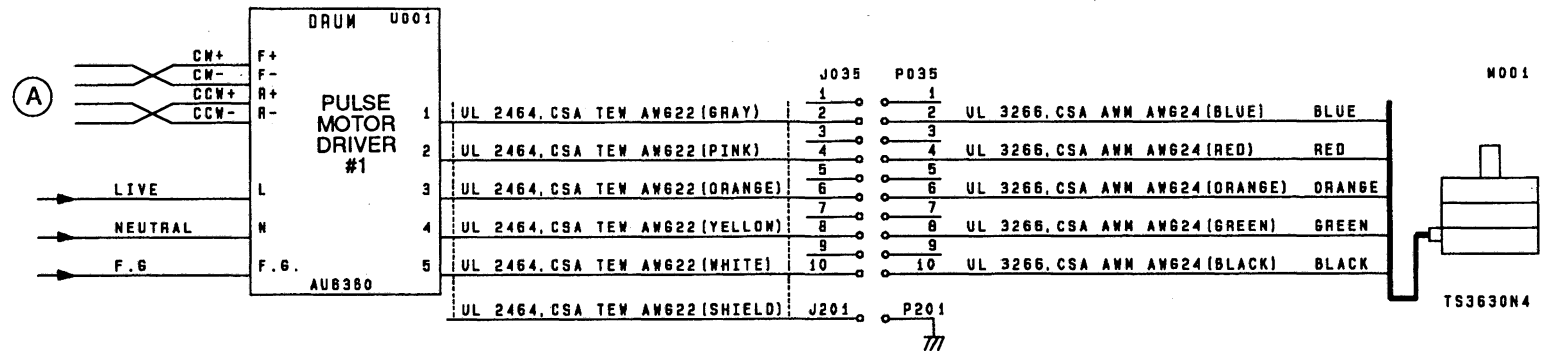 DRUM U001
CW+ F+
CW- F-
CCW+ R+
CCW- R-
A
PULSE
MOTOR
DRIVER
#1
LIVE L
NEUTRAL N
F.G F.G.
AU6360
J035 P035
M001
1 1
1 UL 2464,CSA TEW AWG22(GRAY) 2 2 UL 3266,CSA AWM AWG24(BLUE) BLUE
3 3
2 UL 2464,CSA TEW AWG22(PINK) 4 4 UL 3266,CSA AWM AWG24(RED) RED
5 5
3 UL 2464,CSA TEW AWG22(ORANGE) 6 6 UL 3266,CSA AWM AWG24(ORANGE) ORANGE
7 7
4 UL 2464,CSA TEW AWG22(YELLOW) 8 8 UL 3266,CSA AWM AWG24(GREEN) GREEN
9 9
5 UL 2464,CSA TEW AWG22(WHITE) 10 10 UL 3266,CSA AWM AWG24(BLACK) BLACK
UL 2464,CSA TEW AWG22(SHIELD) J201 P201
TS3630N4